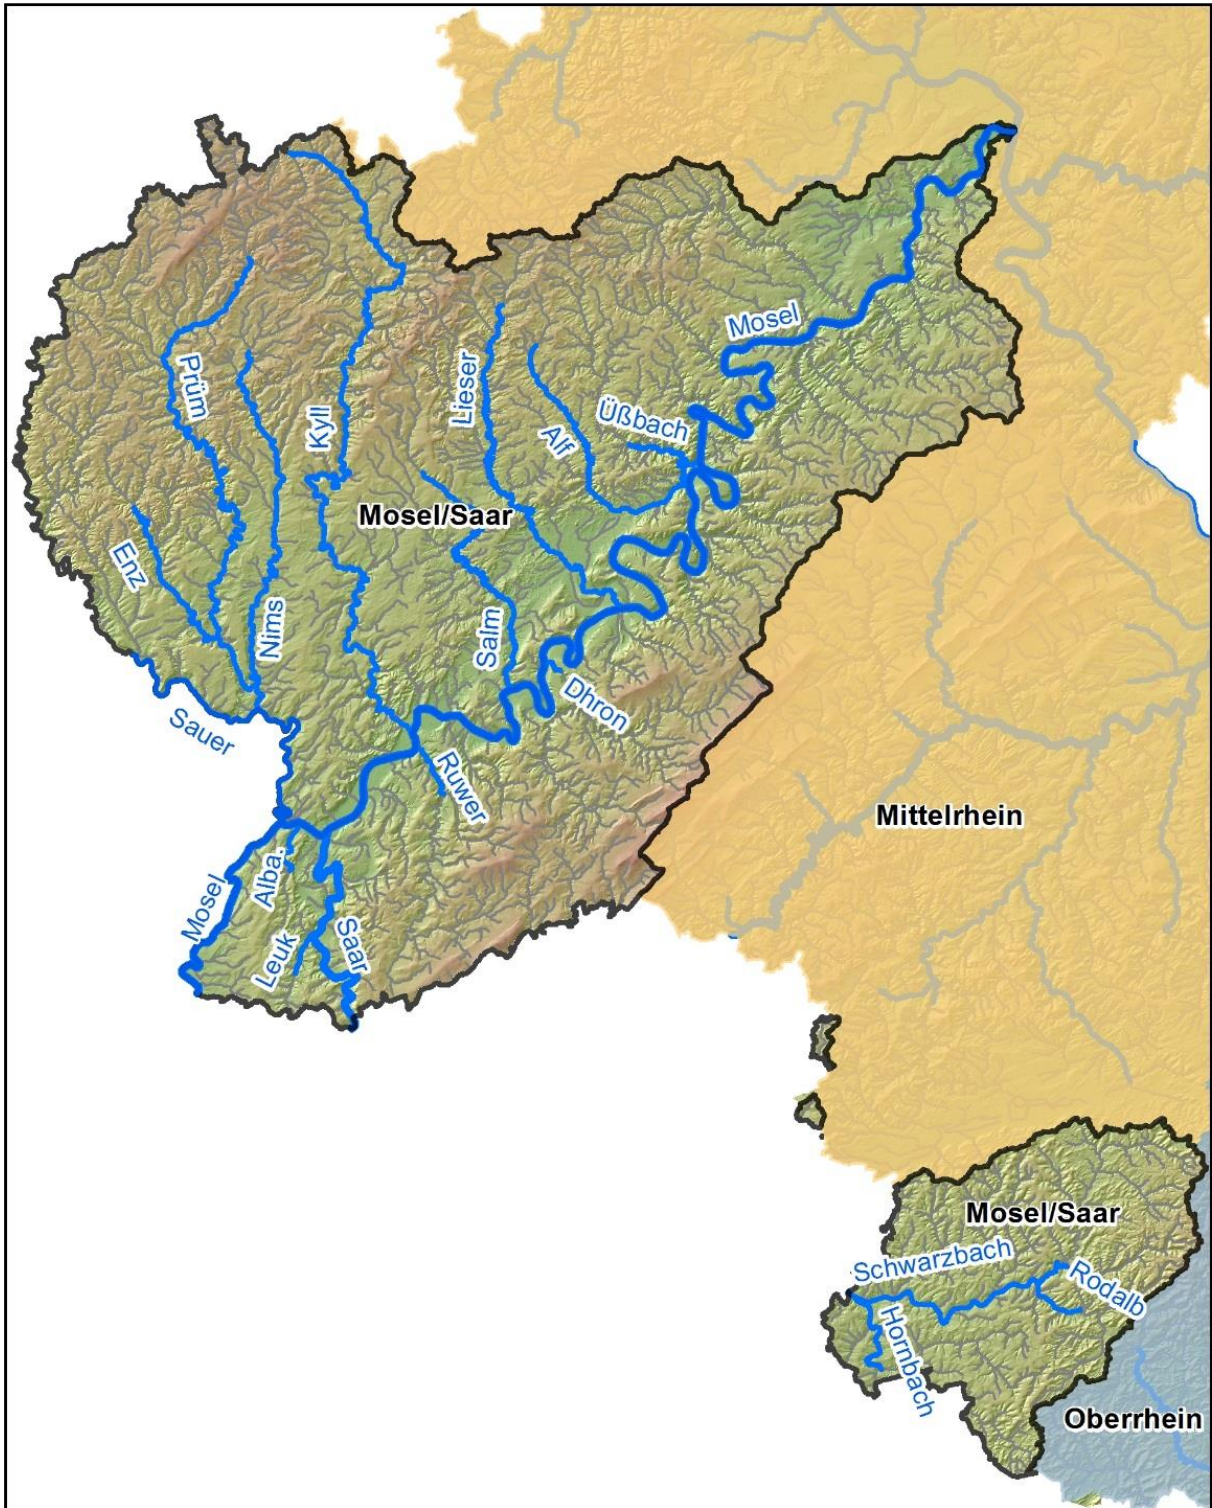 Mosel
Prüm
Lieser
Kyll
Üßbach
Alf
Mosel/Saar
Enz
Nims
Salm
Dhron
Sauer
Ruwer
Mittelrhein
Alba.
Mosel
Saar
Leuk
Mosel/Saar
Schwarzbach
Rodalb
Hornbach
Oberrhein